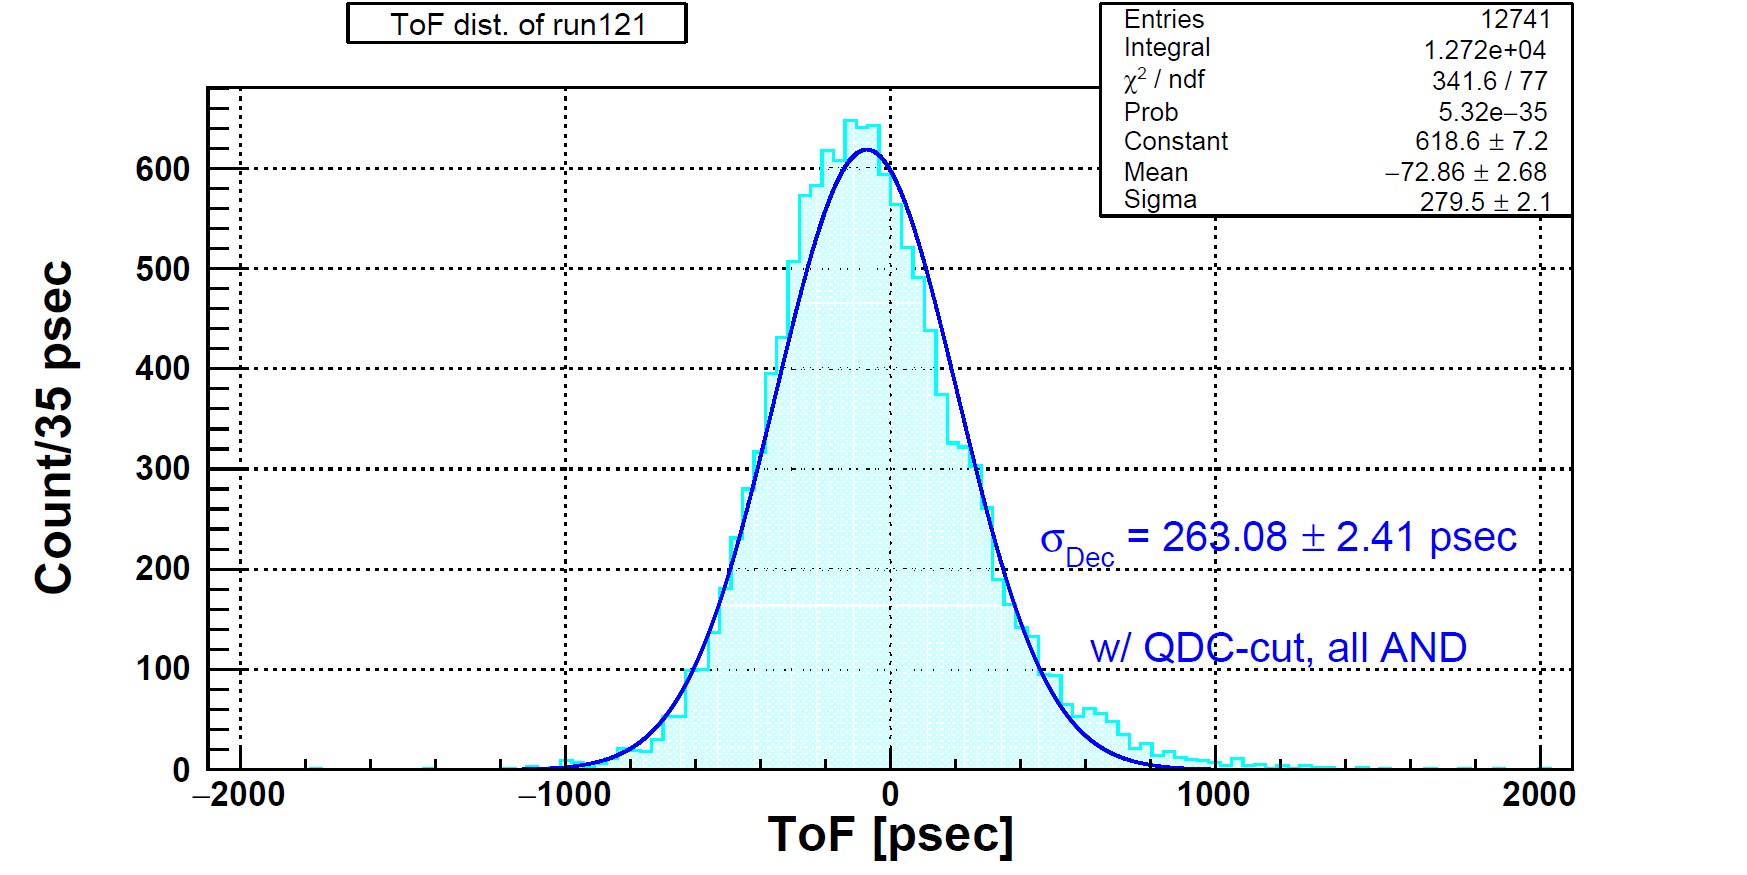 ToF dist. of run121
Entries 12741
Integral 1.272e+04
χ² / ndf 341.6 / 77
Prob 5.32e−35
Constant 618.6 ± 7.2
Mean −72.86 ± 2.68
Sigma 279.5 ± 2.1
Count/35 psec
600
500
400
300
200
100
0
σDec = 263.08 ± 2.41 psec
w/ QDC-cut, all AND
−2000 −1000 0 1000 2000
ToF [psec]